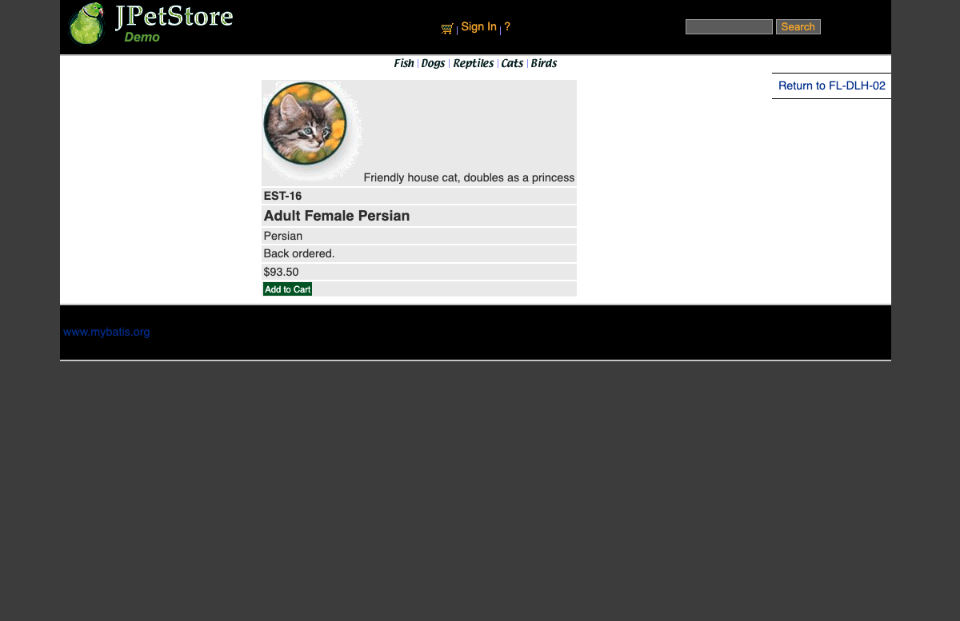 JPetStore
Demo
Sign In | ?
Search
Fish | Dogs | Reptiles | Cats | Birds
Return to FL-DLH-02
Friendly house cat, doubles as a princess
EST-16
Adult Female Persian
Persian
Back ordered.
$93.50
Add to Cart
www.mybatis.org